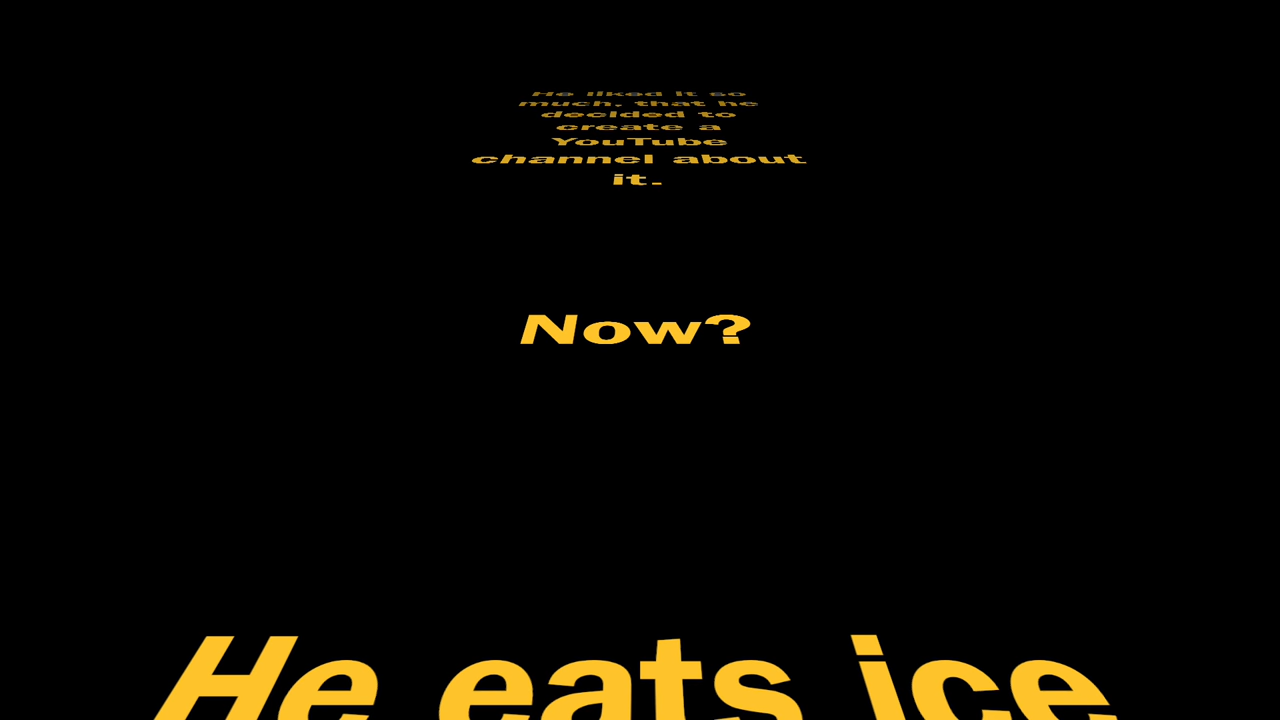 He liked it so
much, that he
decided to
create a
YouTube
channel about
it.
Now?
He eats ice